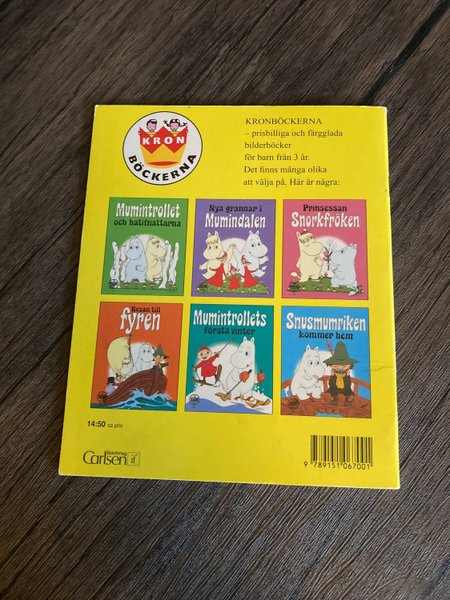 KRON
BÖCKERNA
KRONBÖCKERNA
– prisbilliga och färgglada
bilderböcker
för barn från 3 år.
Det finns många olika
att välja på. Här är några:
Mumintrollet
och hatifnattarna
Nya grannar i
Mumindalen
Prinsessan
Snorkfröken
Resan till
fyren
Mumintrollets
första vinter
Snusmumriken
kommer hem
14:50 ca pris
Bokförlag
Carlsen if
9 789151 067001